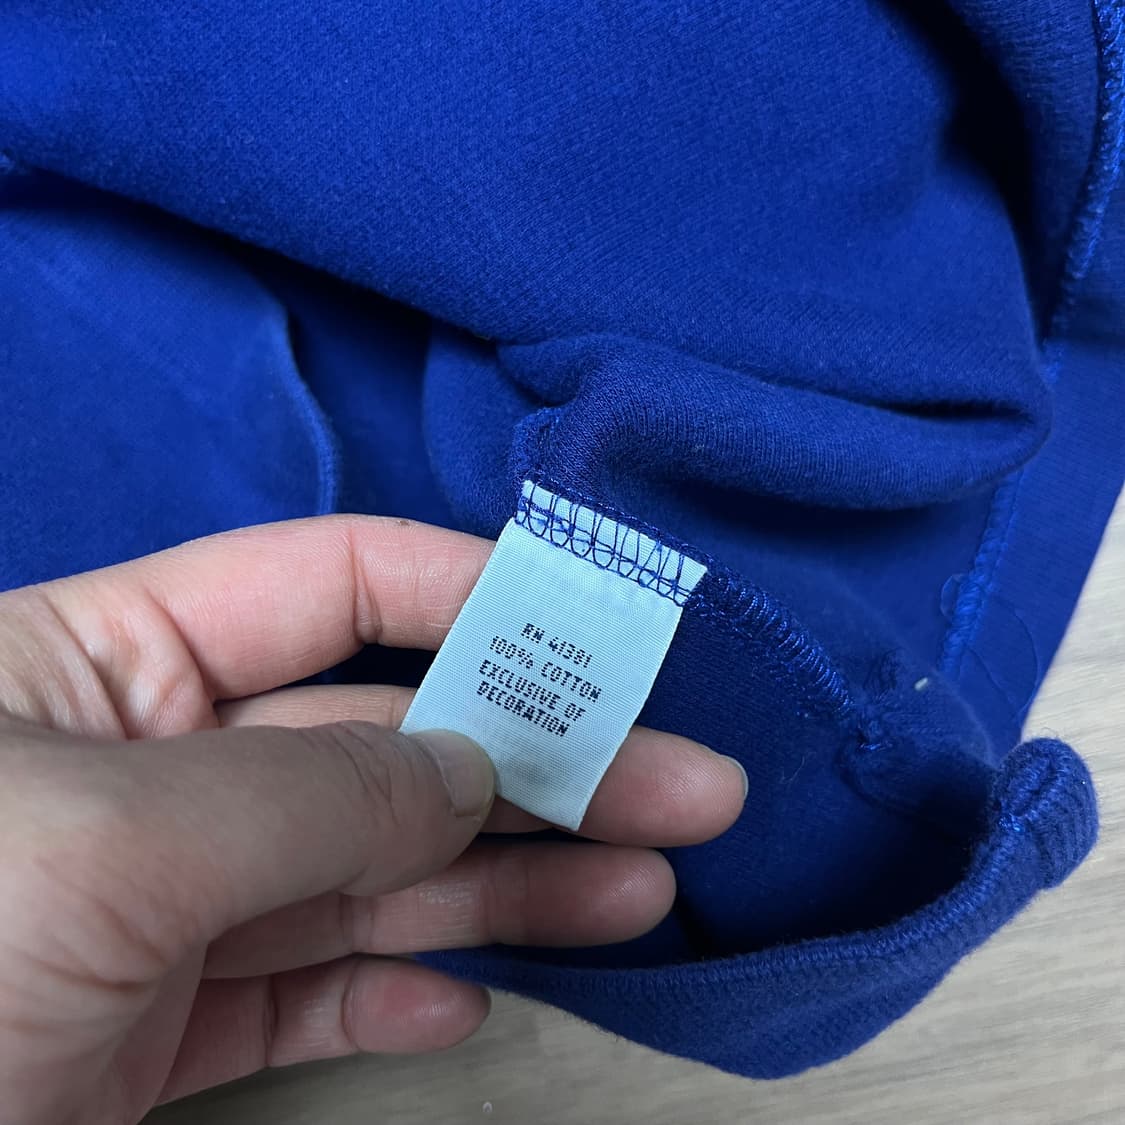 RN 41381
100% COTTON
EXCLUSIVE OF
DECORATION